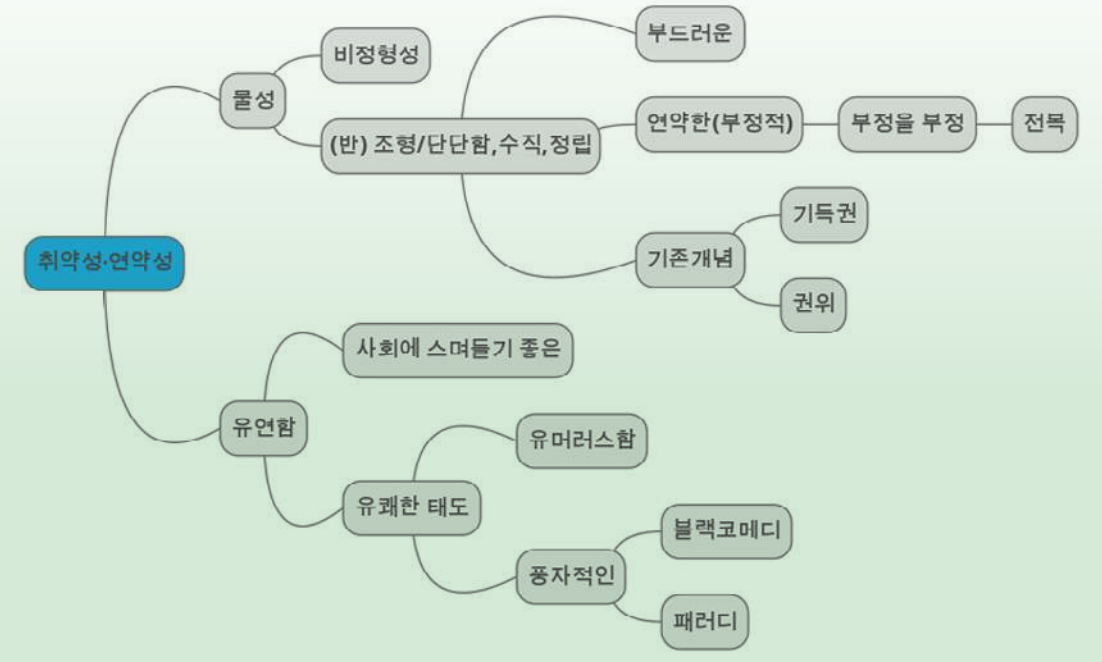 취약성·연약성
물성
비정형성
(반) 조형/단단함,수직,정립
부드러운
연약한(부정적)
부정을 부정
전복
기존개념
기득권
권위
유연함
사회에 스며들기 좋은
유쾌한 태도
유머러스함
풍자적인
블랙코메디
패러디